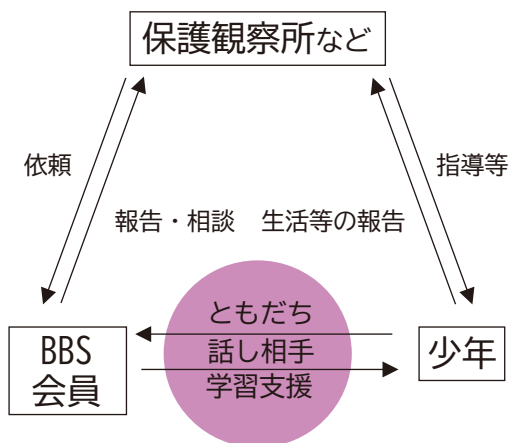 保護観察所など
依頼
指導等
報告・相談
生活等の報告
ともだち
話し相手
学習支援
BBS
会員
少年